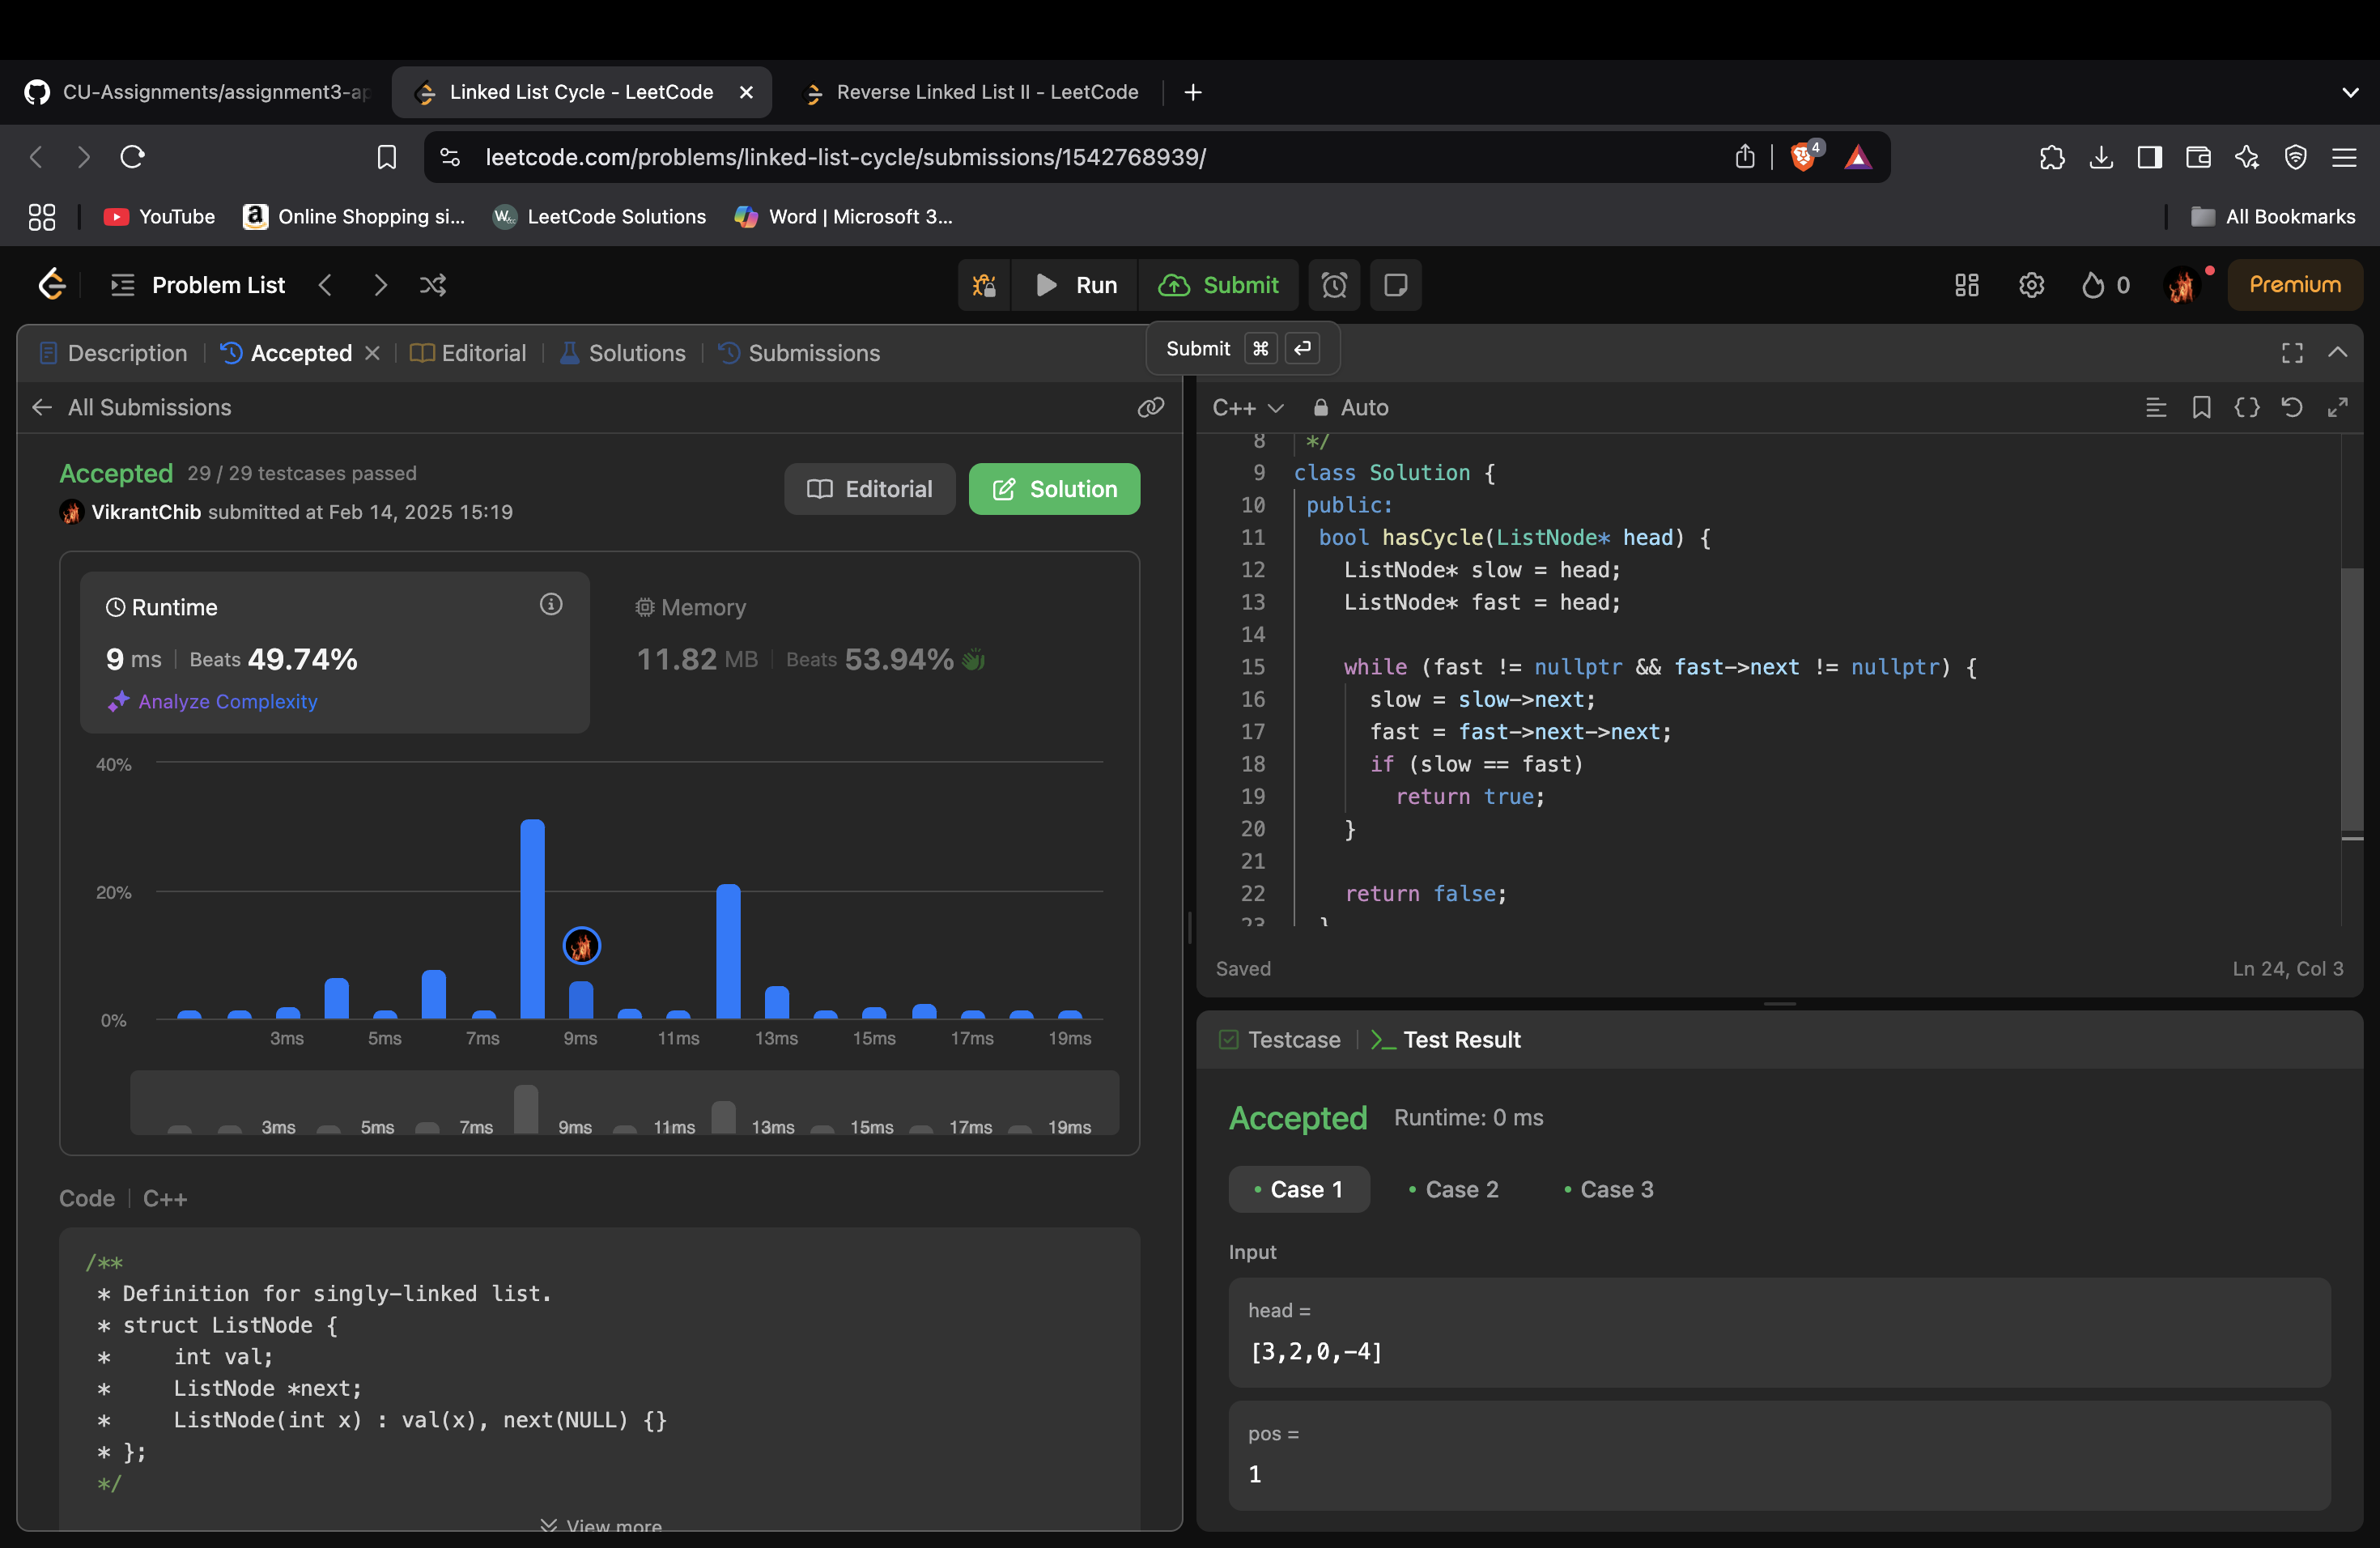 CU-Assignments/assignment3-ap
Linked List Cycle - LeetCode
Reverse Linked List II - LeetCode
leetcode.com/problems/linked-list-cycle/submissions/1542768939/
4
YouTube
Online Shopping si...
LeetCode Solutions
Word | Microsoft 3...
All Bookmarks
Problem List
Run
Submit
0
Premium
Description
Accepted
Editorial
Solutions
Submissions
Submit ⌘
All Submissions
Accepted 29 / 29 testcases passed
VikrantChib submitted at Feb 14, 2025 15:19
Editorial
Solution
Runtime
9 ms | Beats 49.74%
Analyze Complexity
Memory
11.82 MB | Beats 53.94%
40%
20%
0%
3ms 5ms 7ms 9ms 11ms 13ms 15ms 17ms 19ms
3ms 5ms 7ms 9ms 11ms 13ms 15ms 17ms 19ms
Code | C++
/**
 * Definition for singly-linked list.
 * struct ListNode {
 *     int val;
 *     ListNode *next;
 *     ListNode(int x) : val(x), next(NULL) {}
 * };
 */
View more
C++
Auto
8 */
9 class Solution {
10 public:
11 bool hasCycle(ListNode* head) {
12 ListNode* slow = head;
13 ListNode* fast = head;
14
15 while (fast != nullptr && fast->next != nullptr) {
16 slow = slow->next;
17 fast = fast->next->next;
18 if (slow == fast)
19 return true;
20 }
21
22 return false;
23 }
Saved
Ln 24, Col 3
Testcase
Test Result
Accepted Runtime: 0 ms
Case 1
Case 2
Case 3
Input
head =
[3,2,0,-4]
pos =
1